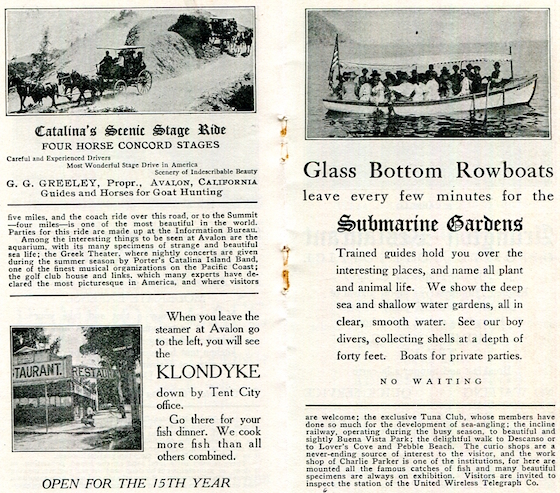 Catalina's Scenic Stage Ride
FOUR HORSE CONCORD STAGES
Careful and Experienced Drivers
Most Wonderful Stage Drive in America
Scenery of Indescribable Beauty
G. G. GREELEY, Propr., AVALON, CALIFORNIA
Guides and Horses for Goat Hunting
five miles, and the coach ride over this road, or to the Summit
—four miles—is one of the most beautiful in the world.
Parties for this ride are made up at the Information Bureau.
Among the interesting things to be seen at Avalon are the
aquarium, with its many specimens of strange and beautiful
sea life; the Greek Theater, where nightly concerts are given
during the summer season by Porter's Catalina Island Band,
one of the finest musical organizations on the Pacific Coast;
the golf club house and links, which many experts have de-
clared the most picturesque in America, and where visitors
TAURANT.
RESTAU
When you leave the
steamer at Avalon go
to the left, you will see
the
KLONDYKE
down by Tent City
office.
Go there for your
fish dinner. We cook
more fish than all
others combined.
OPEN FOR THE 15TH YEAR
Glass Bottom Rowboats
leave every few minutes for the
Submarine Gardens
Trained guides hold you over the
interesting places, and name all plant
and animal life. We show the deep
sea and shallow water gardens, all in
clear, smooth water. See our boy
divers, collecting shells at a depth of
forty feet. Boats for private parties.
NO WAITING
are welcome; the exclusive Tuna Club, whose members have
done so much for the development of sea-angling; the incline
railway, operating during the busy season, to beautiful and
sightly Buena Vista Park; the delightful walk to Descanso or
to Lover's Cove and Pebble Beach. The curio shops are a
never-ending source of interest to the visitor, and the work
shop of Charlie Parker is one of the institutions, for here are
mounted all the famous catches of fish and many beautiful
specimens are always on exhibition. Visitors are invited to
inspect the station of the United Wireless Telegraph Co.